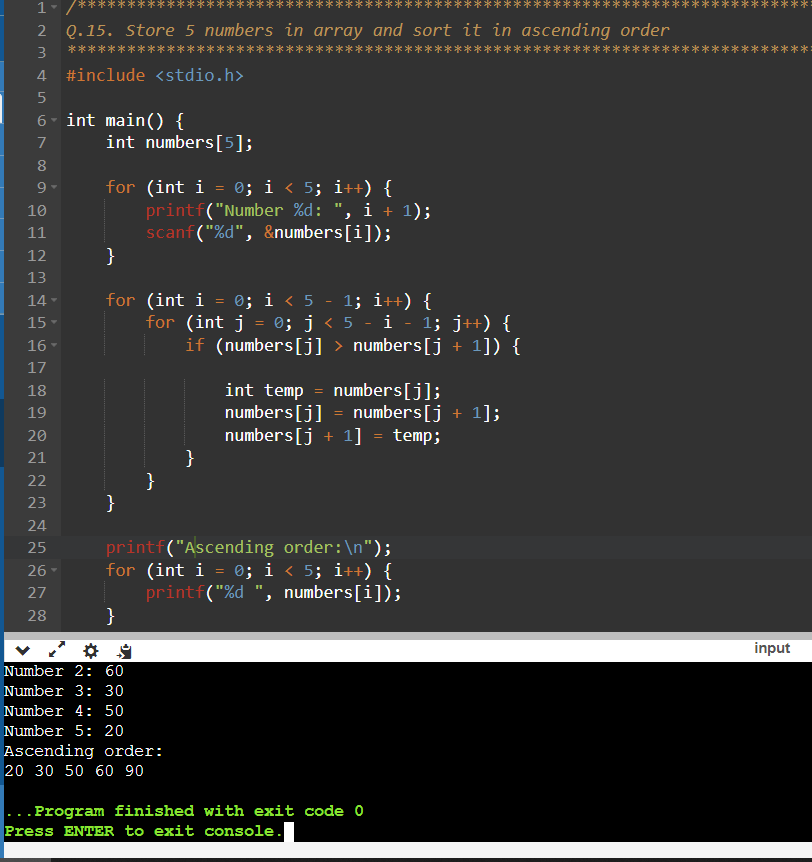 1 /***************************************************************************
2 Q.15. Store 5 numbers in array and sort it in ascending order
3 ***************************************************************************
4 #include <stdio.h>
5
6 int main() {
7     int numbers[5];
8
9     for (int i = 0; i < 5; i++) {
10         printf("Number %d: ", i + 1);
11         scanf("%d", &numbers[i]);
12     }
13
14     for (int i = 0; i < 5 - 1; i++) {
15         for (int j = 0; j < 5 - i - 1; j++) {
16             if (numbers[j] > numbers[j + 1]) {
17
18                 int temp = numbers[j];
19                 numbers[j] = numbers[j + 1];
20                 numbers[j + 1] = temp;
21             }
22         }
23     }
24
25     printf("Ascending order:\n");
26     for (int i = 0; i < 5; i++) {
27         printf("%d ", numbers[i]);
28     }
input
Number 2: 60
Number 3: 30
Number 4: 50
Number 5: 20
Ascending order:
20 30 50 60 90
...Program finished with exit code 0
Press ENTER to exit console.